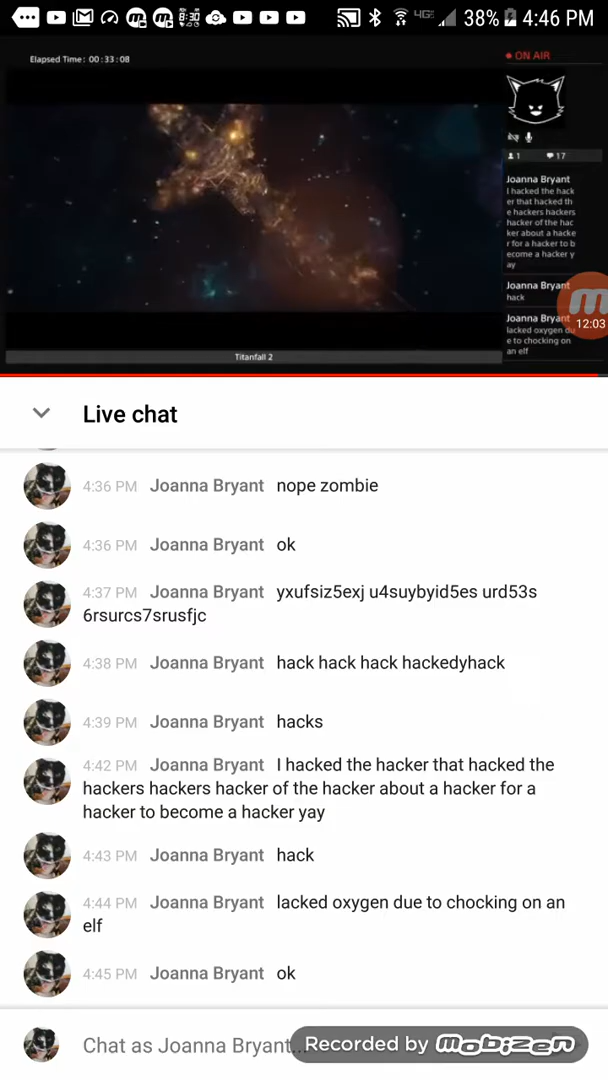 8:30
4G
38%
4:46 PM
Elapsed Time: 00:33:08
ON AIR
1
17
Joanna Bryant
I hacked the hack
er that hacked th
e hackers hackers
hacker of the hac
ker about a hacke
r for a hacker to b
ecome a hacker y
ay
Joanna Bryant
hack
Joanna Bryant
lacked oxygen du
e to chocking on
an elf
12:03
Titanfall 2
Live chat
4:36 PM Joanna Bryant nope zombie
4:36 PM Joanna Bryant ok
4:37 PM Joanna Bryant yxufsiz5exj u4suybyid5es urd53s
6rsurcs7srusfjc
4:38 PM Joanna Bryant hack hack hack hackedyhack
4:39 PM Joanna Bryant hacks
4:42 PM Joanna Bryant I hacked the hacker that hacked the
hackers hackers hacker of the hacker about a hacker for a
hacker to become a hacker yay
4:43 PM Joanna Bryant hack
4:44 PM Joanna Bryant lacked oxygen due to chocking on an
elf
4:45 PM Joanna Bryant ok
Chat as Joanna Bryant...
Recorded by mobizen